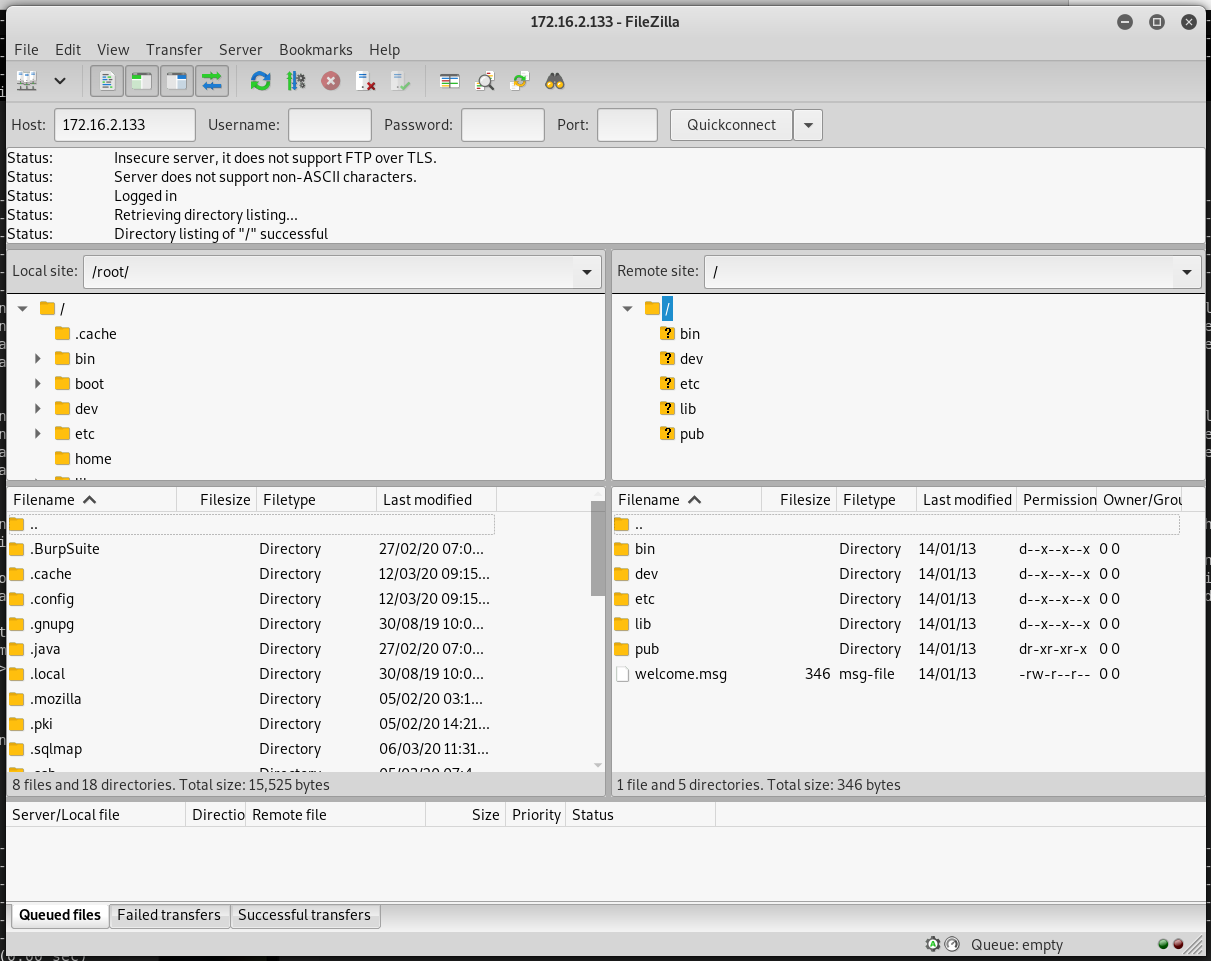 172.16.2.133 - FileZilla
File Edit View Transfer Server Bookmarks Help
Host: 172.16.2.133 Username: Password: Port: Quickconnect
Status: Insecure server, it does not support FTP over TLS.
Status: Server does not support non-ASCII characters.
Status: Logged in
Status: Retrieving directory listing...
Status: Directory listing of "/" successful
Local site: /root/
/
.cache
bin
boot
dev
etc
home
Remote site: /
/
bin
dev
etc
lib
pub
Filename Filesize Filetype Last modified
..
.BurpSuite Directory 27/02/20 07:0...
.cache Directory 12/03/20 09:15...
.config Directory 12/03/20 09:15...
.gnupg Directory 30/08/19 10:0...
.java Directory 27/02/20 07:0...
.local Directory 30/08/19 10:0...
.mozilla Directory 05/02/20 03:1...
.pki Directory 05/02/20 14:21...
.sqlmap Directory 06/03/20 11:31...
8 files and 18 directories. Total size: 15,525 bytes
Filename Filesize Filetype Last modified Permission Owner/Grou
..
bin Directory 14/01/13 d--x--x--x 0 0
dev Directory 14/01/13 d--x--x--x 0 0
etc Directory 14/01/13 d--x--x--x 0 0
lib Directory 14/01/13 d--x--x--x 0 0
pub Directory 14/01/13 dr-xr-xr-x 0 0
welcome.msg 346 msg-file 14/01/13 -rw-r--r-- 0 0
1 file and 5 directories. Total size: 346 bytes
Server/Local file Directio Remote file Size Priority Status
Queued files Failed transfers Successful transfers
Queue: empty